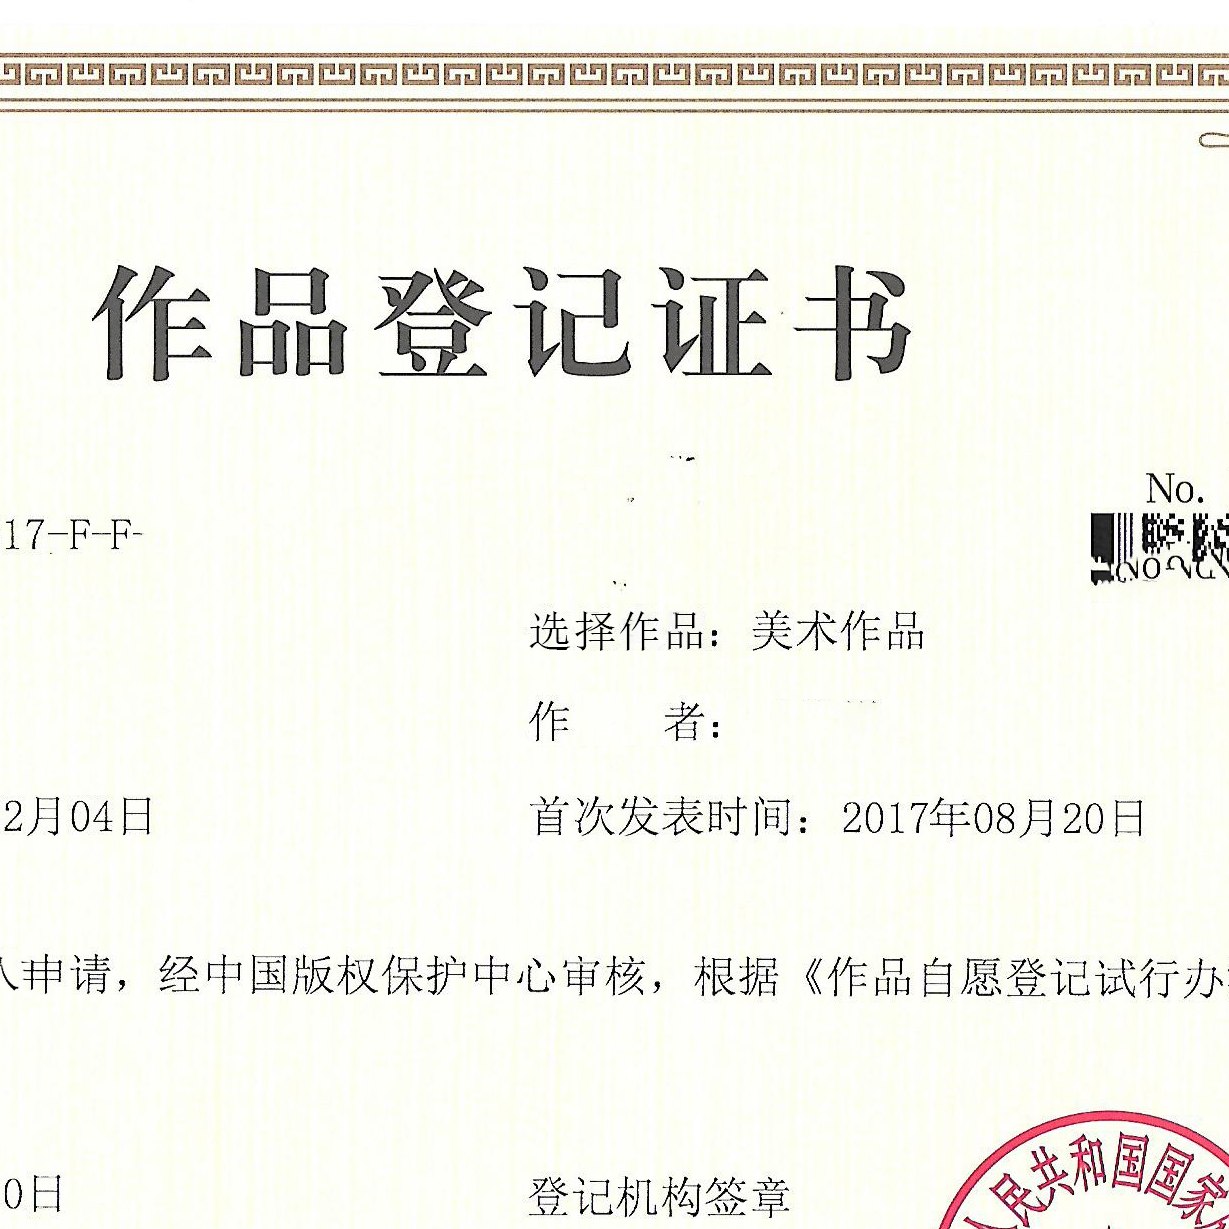 作品登记证书
No.
17-F-F-
选择作品：美术作品
作 者：
2月04日 首次发表时间：2017年08月20日
人申请，经中国版权保护中心审核，根据《作品自愿登记试行办
0日 登记机构签章
人民共和国国家